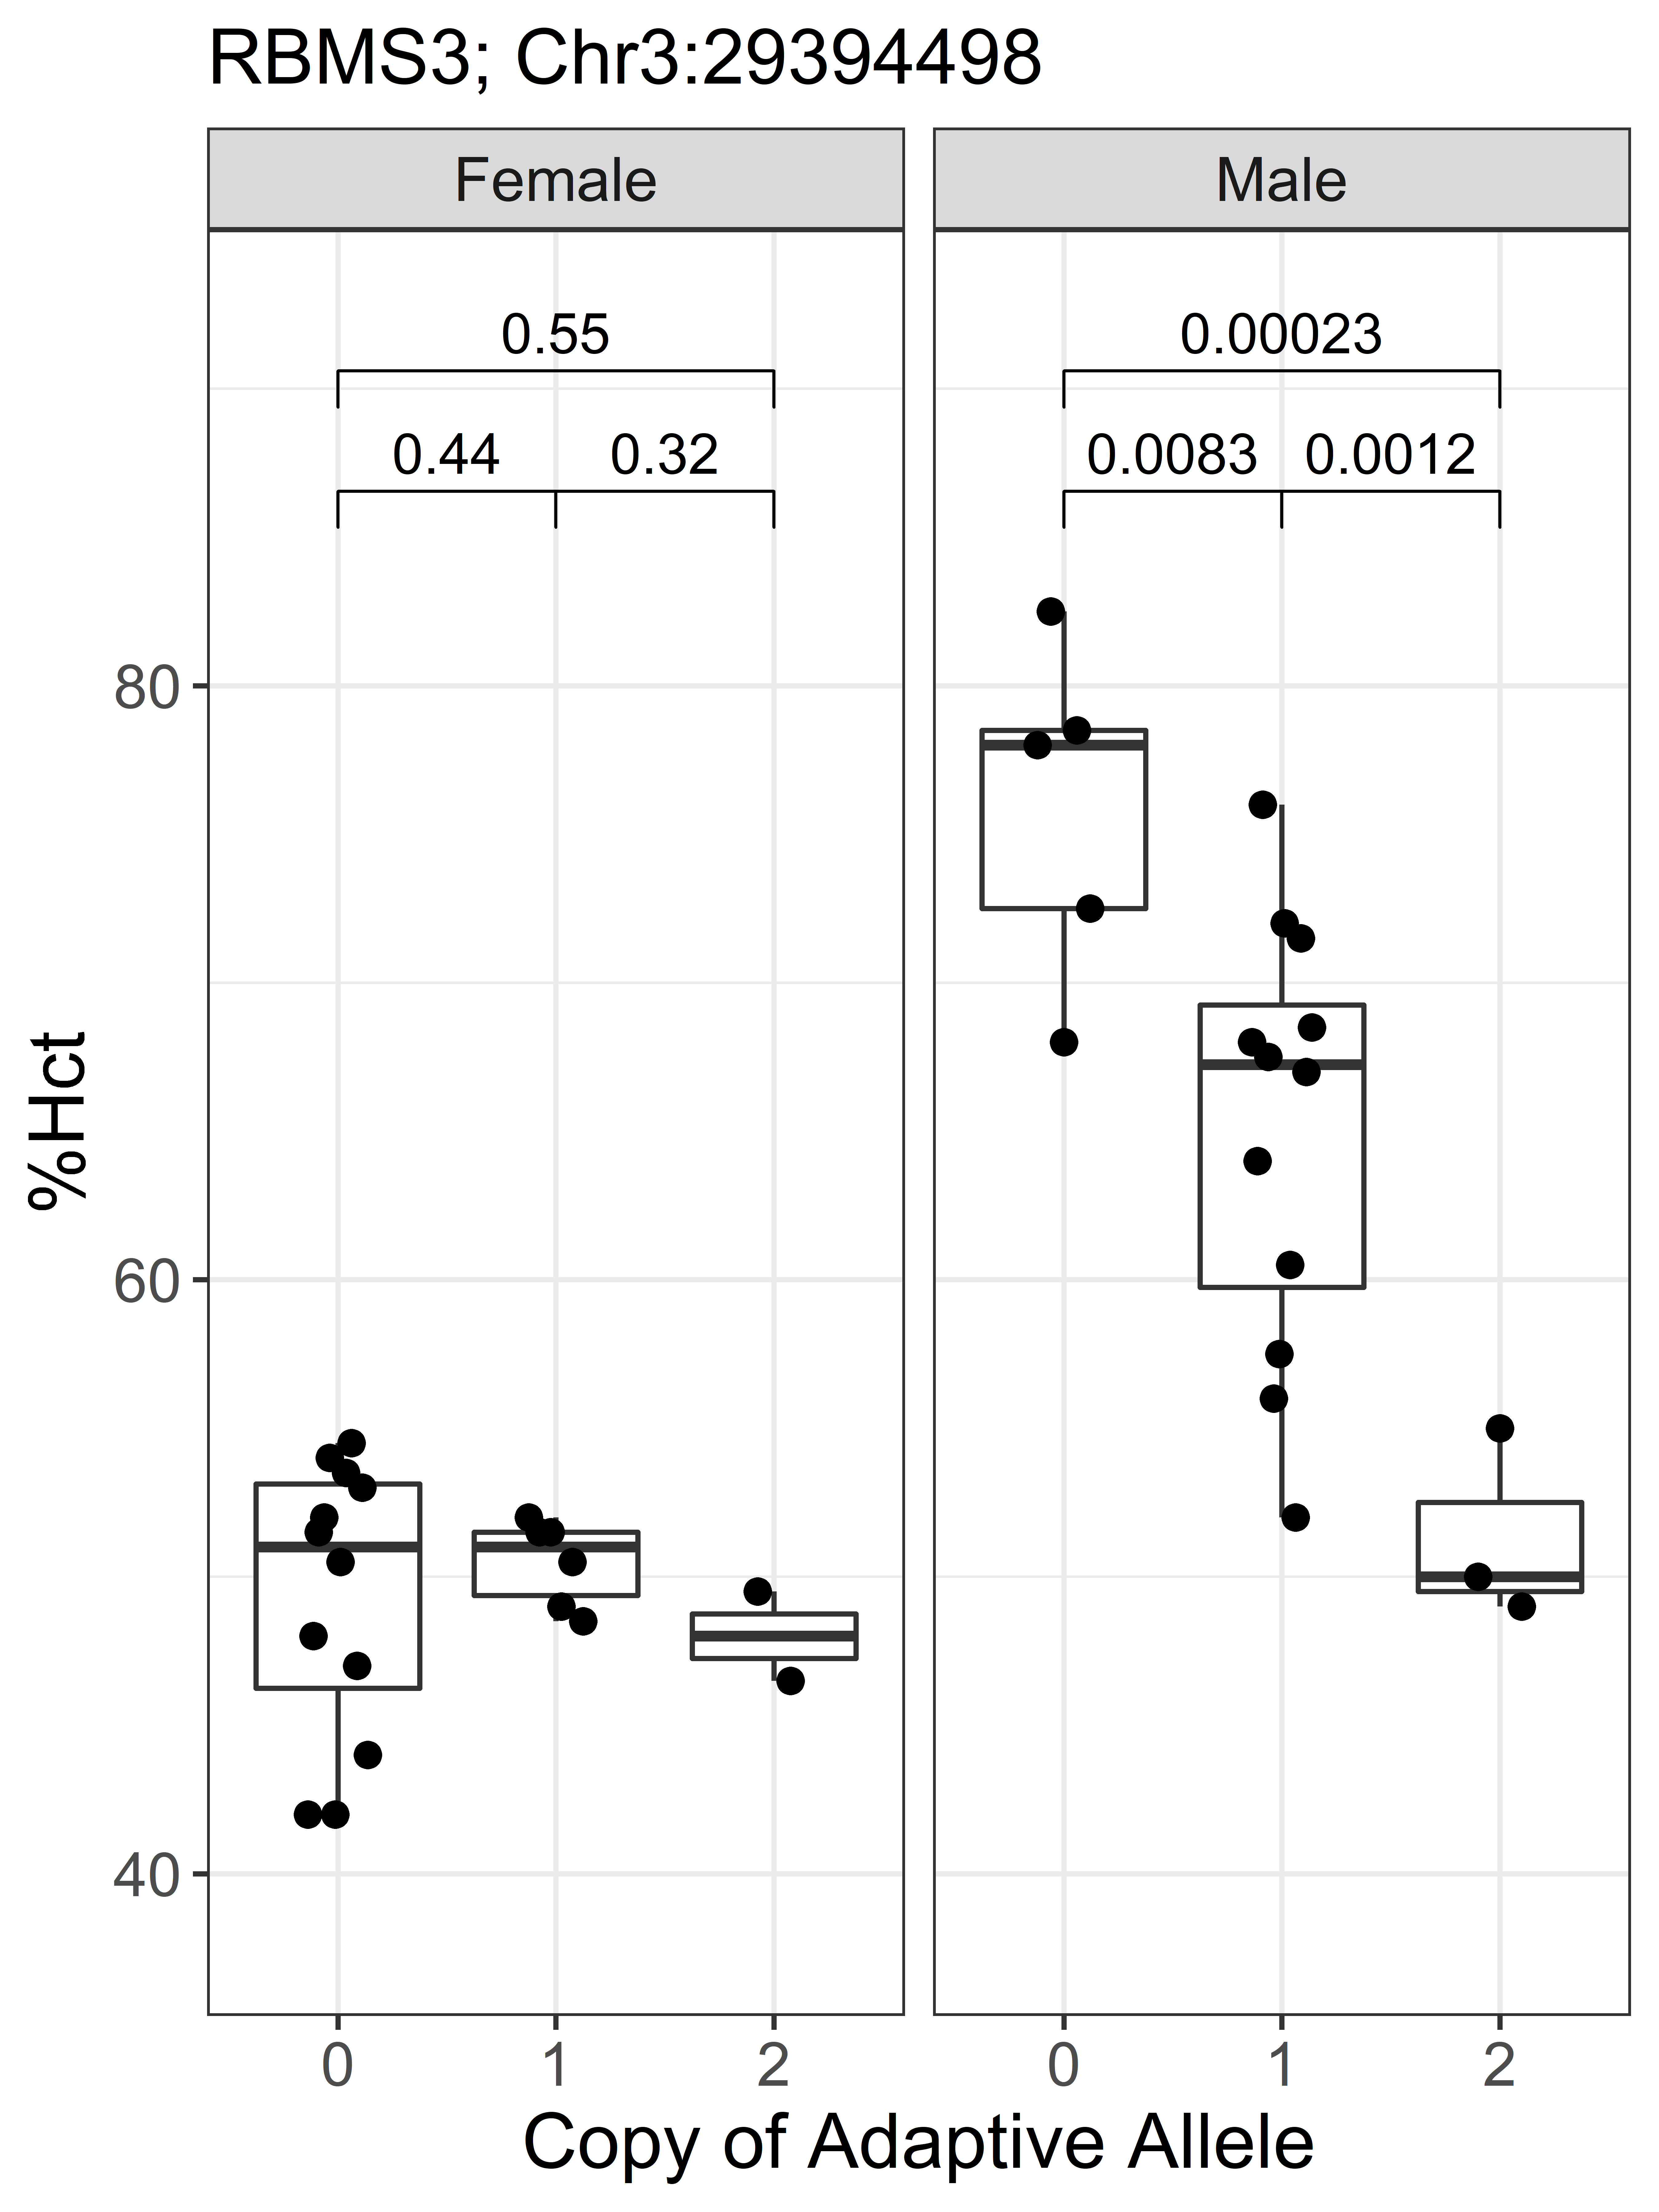 RBMS3; Chr3:29394498
Female
Male
0.55
0.00023
0.44
0.32
0.0083
0.0012
80
60
40
%Hct
0 1 2
0 1 2
Copy of Adaptive Allele